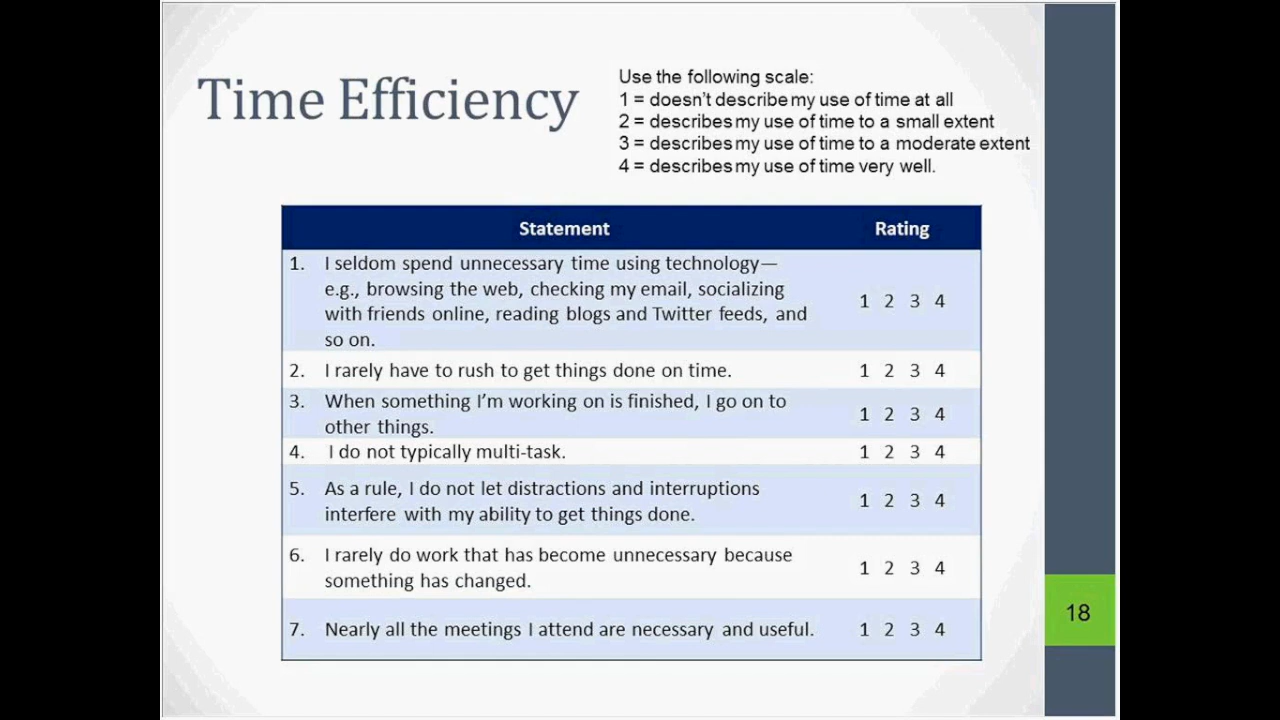 Time Efficiency
Use the following scale:
1 = doesn't describe my use of time at all
2 = describes my use of time to a small extent
3 = describes my use of time to a moderate extent
4 = describes my use of time very well.
Statement Rating
1. I seldom spend unnecessary time using technology—
e.g., browsing the web, checking my email, socializing
with friends online, reading blogs and Twitter feeds, and
so on.
1 2 3 4
2. I rarely have to rush to get things done on time. 1 2 3 4
3. When something I'm working on is finished, I go on to
other things.
1 2 3 4
4. I do not typically multi-task. 1 2 3 4
5. As a rule, I do not let distractions and interruptions
interfere with my ability to get things done.
1 2 3 4
6. I rarely do work that has become unnecessary because
something has changed.
1 2 3 4
7. Nearly all the meetings I attend are necessary and useful. 1 2 3 4
18